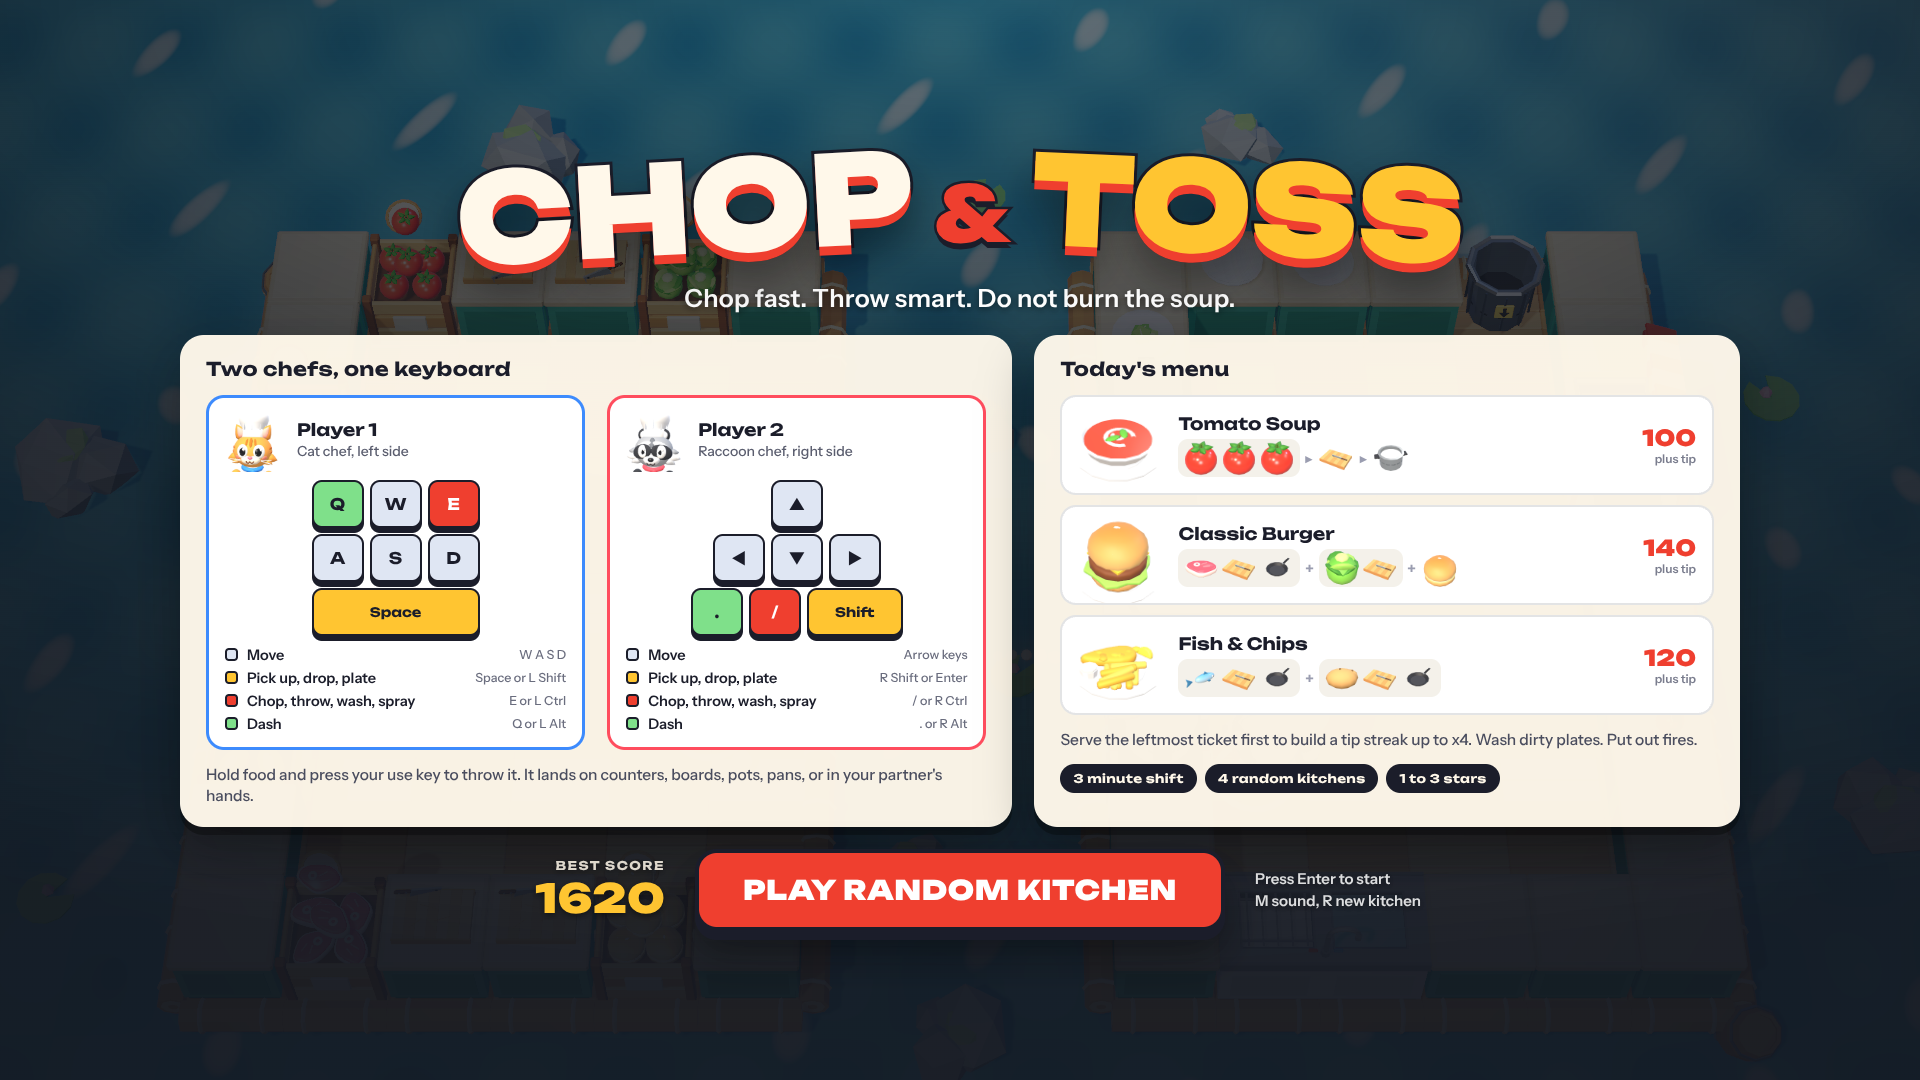 CHOP & TOSS
Chop fast. Throw smart. Do not burn the soup.
Two chefs, one keyboard
Player 1
Cat chef, left side
Q W E
A S D
Space
Move W A S D
Pick up, drop, plate Space or L Shift
Chop, throw, wash, spray E or L Ctrl
Dash Q or L Alt
Player 2
Raccoon chef, right side
▲
◀ ▼ ▶
. / Shift
Move Arrow keys
Pick up, drop, plate R Shift or Enter
Chop, throw, wash, spray / or R Ctrl
Dash . or R Alt
Hold food and press your use key to throw it. It lands on counters, boards, pots, pans, or in your partner's
hands.
Today's menu
Tomato Soup
100
plus tip
Classic Burger
+ +
140
plus tip
Fish & Chips
+
120
plus tip
Serve the leftmost ticket first to build a tip streak up to x4. Wash dirty plates. Put out fires.
3 minute shift 4 random kitchens 1 to 3 stars
BEST SCORE
1620
PLAY RANDOM KITCHEN
Press Enter to start
M sound, R new kitchen